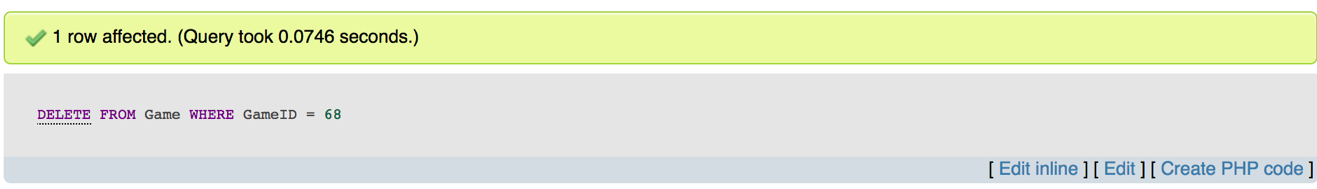 1 row affected. (Query took 0.0746 seconds.)
DELETE FROM Game WHERE GameID = 68
[ Edit inline ] [ Edit ] [ Create PHP code ]